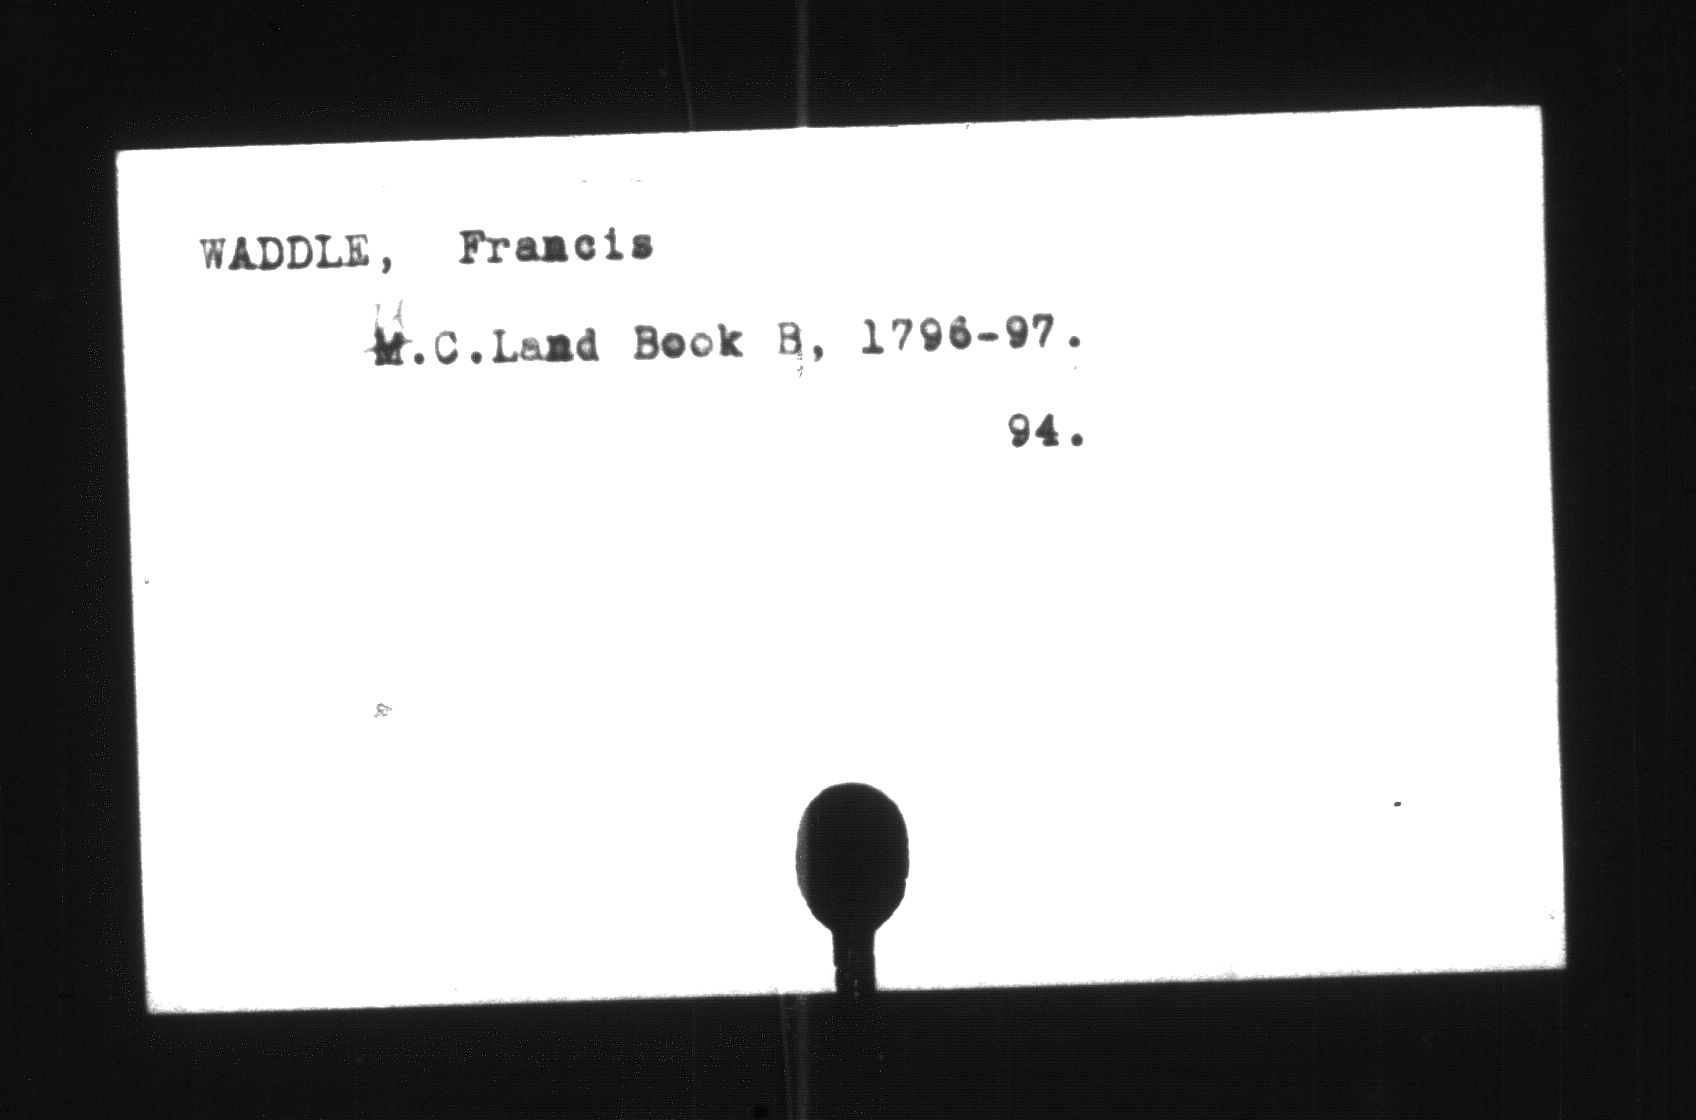 WADDLE, Francis
M.C.Land Book B, 1796-97.
94.